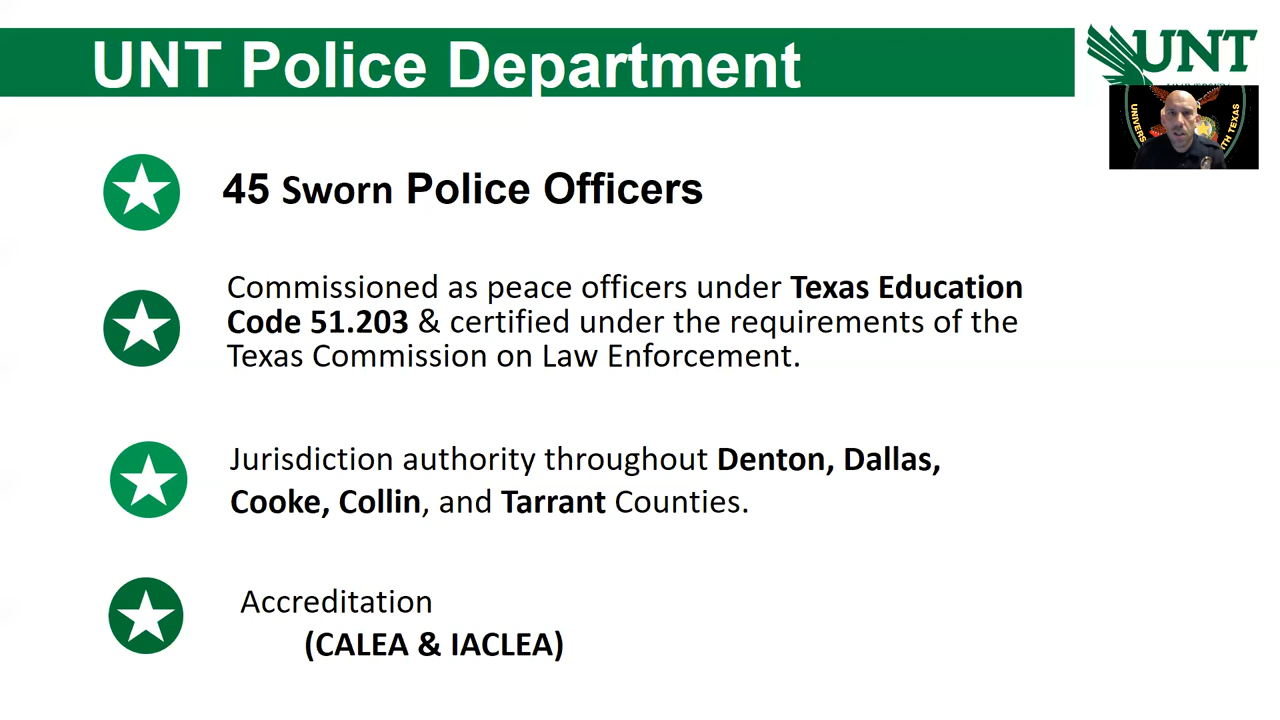 UNT Police Department
UNT
45 Sworn Police Officers
Commissioned as peace officers under Texas Education
Code 51.203 & certified under the requirements of the
Texas Commission on Law Enforcement.
Jurisdiction authority throughout Denton, Dallas,
Cooke, Collin, and Tarrant Counties.
Accreditation
(CALEA & IACLEA)